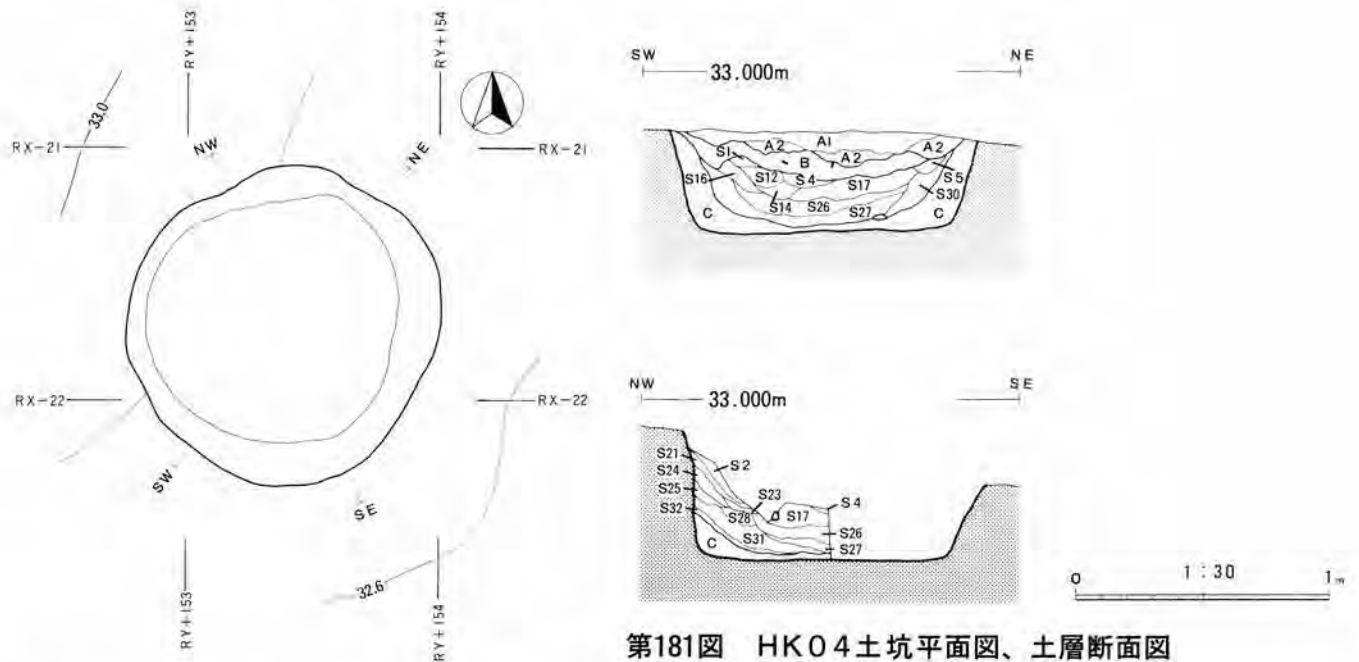 RY+153
RY+154
33.0
RX-21
RX-21
NW
NE
RX-22
RX-22
SW
SE
32.6
RY+153
RY+154
SW
NE
33.000m
A1
A2
A2
A2
S1
B
S16
S12
S4
S17
S5
S30
S14
S26
S27
C
C
NW
SE
33.000m
S21
S2
S24
S25
S23
S4
S32
S17
S28
S26
S31
S27
C
0
1:30
1m
第181図 HK04土坑平面図、土層断面図